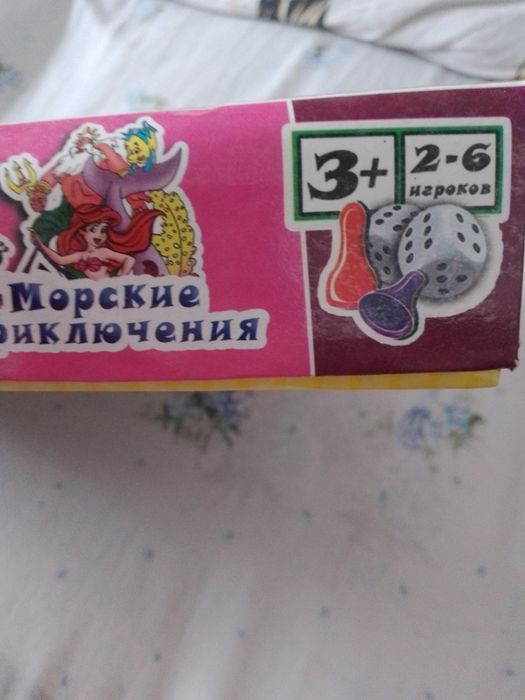 3+
2-6
игроков
Морские
риключения